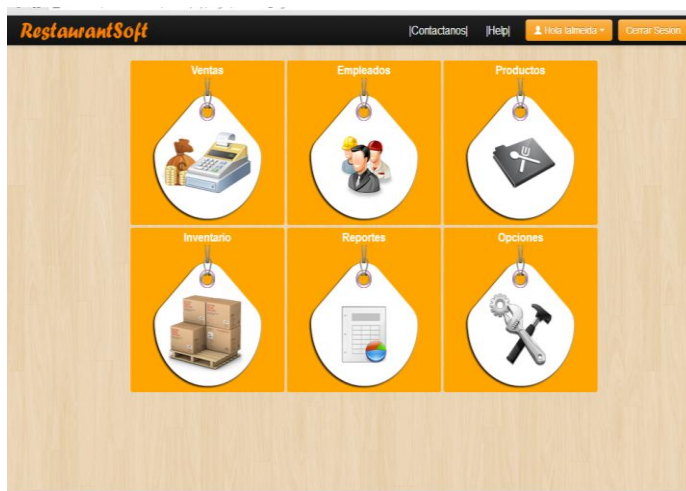 RestaurantSoft
|Contactanos| |Help| Hola lalmeida Cerrar Sesion
Ventas Empleados Productos
Inventario Reportes Opciones